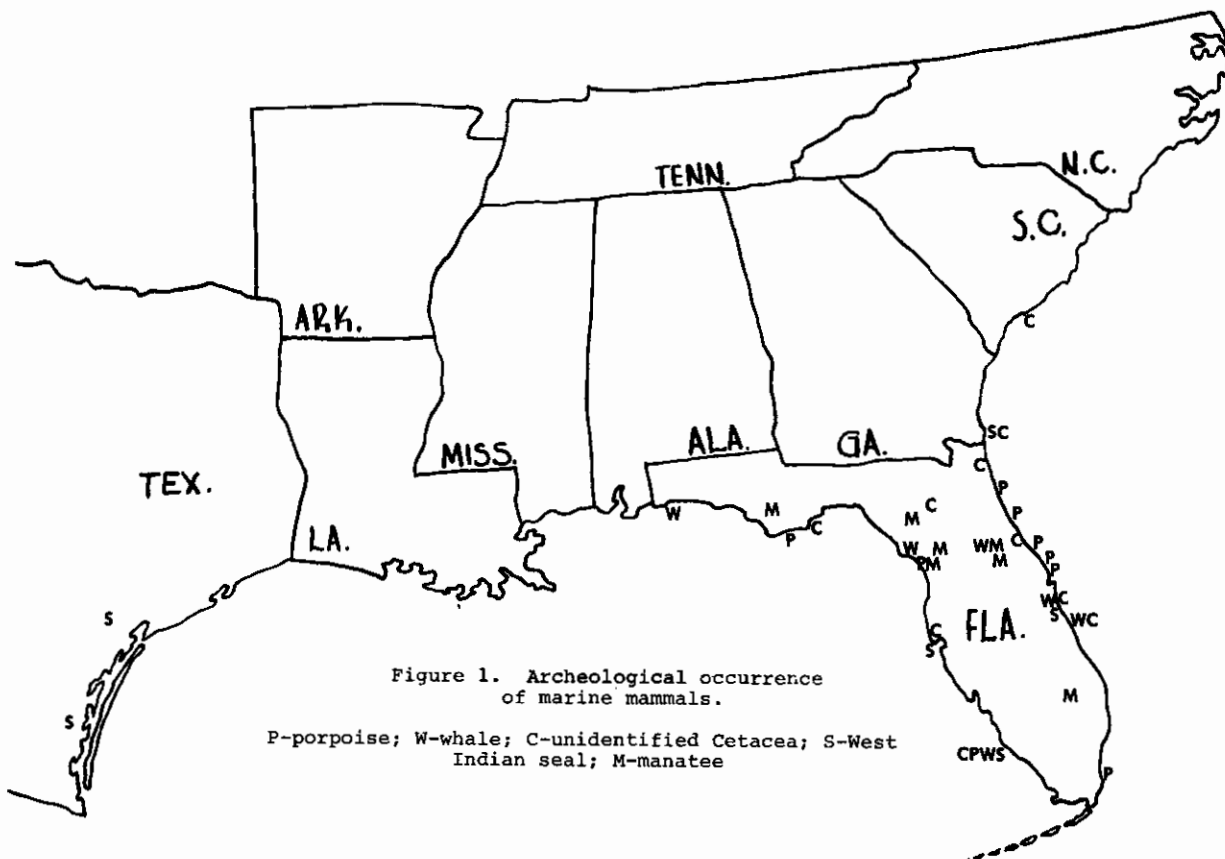 TENN.
N.C.
S.C.
ARK.
C
SC
MISS.
ALA.
GA.
C
TEX.
P
W
M
P
C
M
C
P
LA.
W
M
PM
WM
M
C
P
P
P
S
WC
S
WC
C
S
FLA.
Figure 1. Archeological occurrence
of marine mammals.
M
S
P-porpoise; W-whale; C-unidentified Cetacea; S-West
Indian seal; M-manatee
CPWS
P